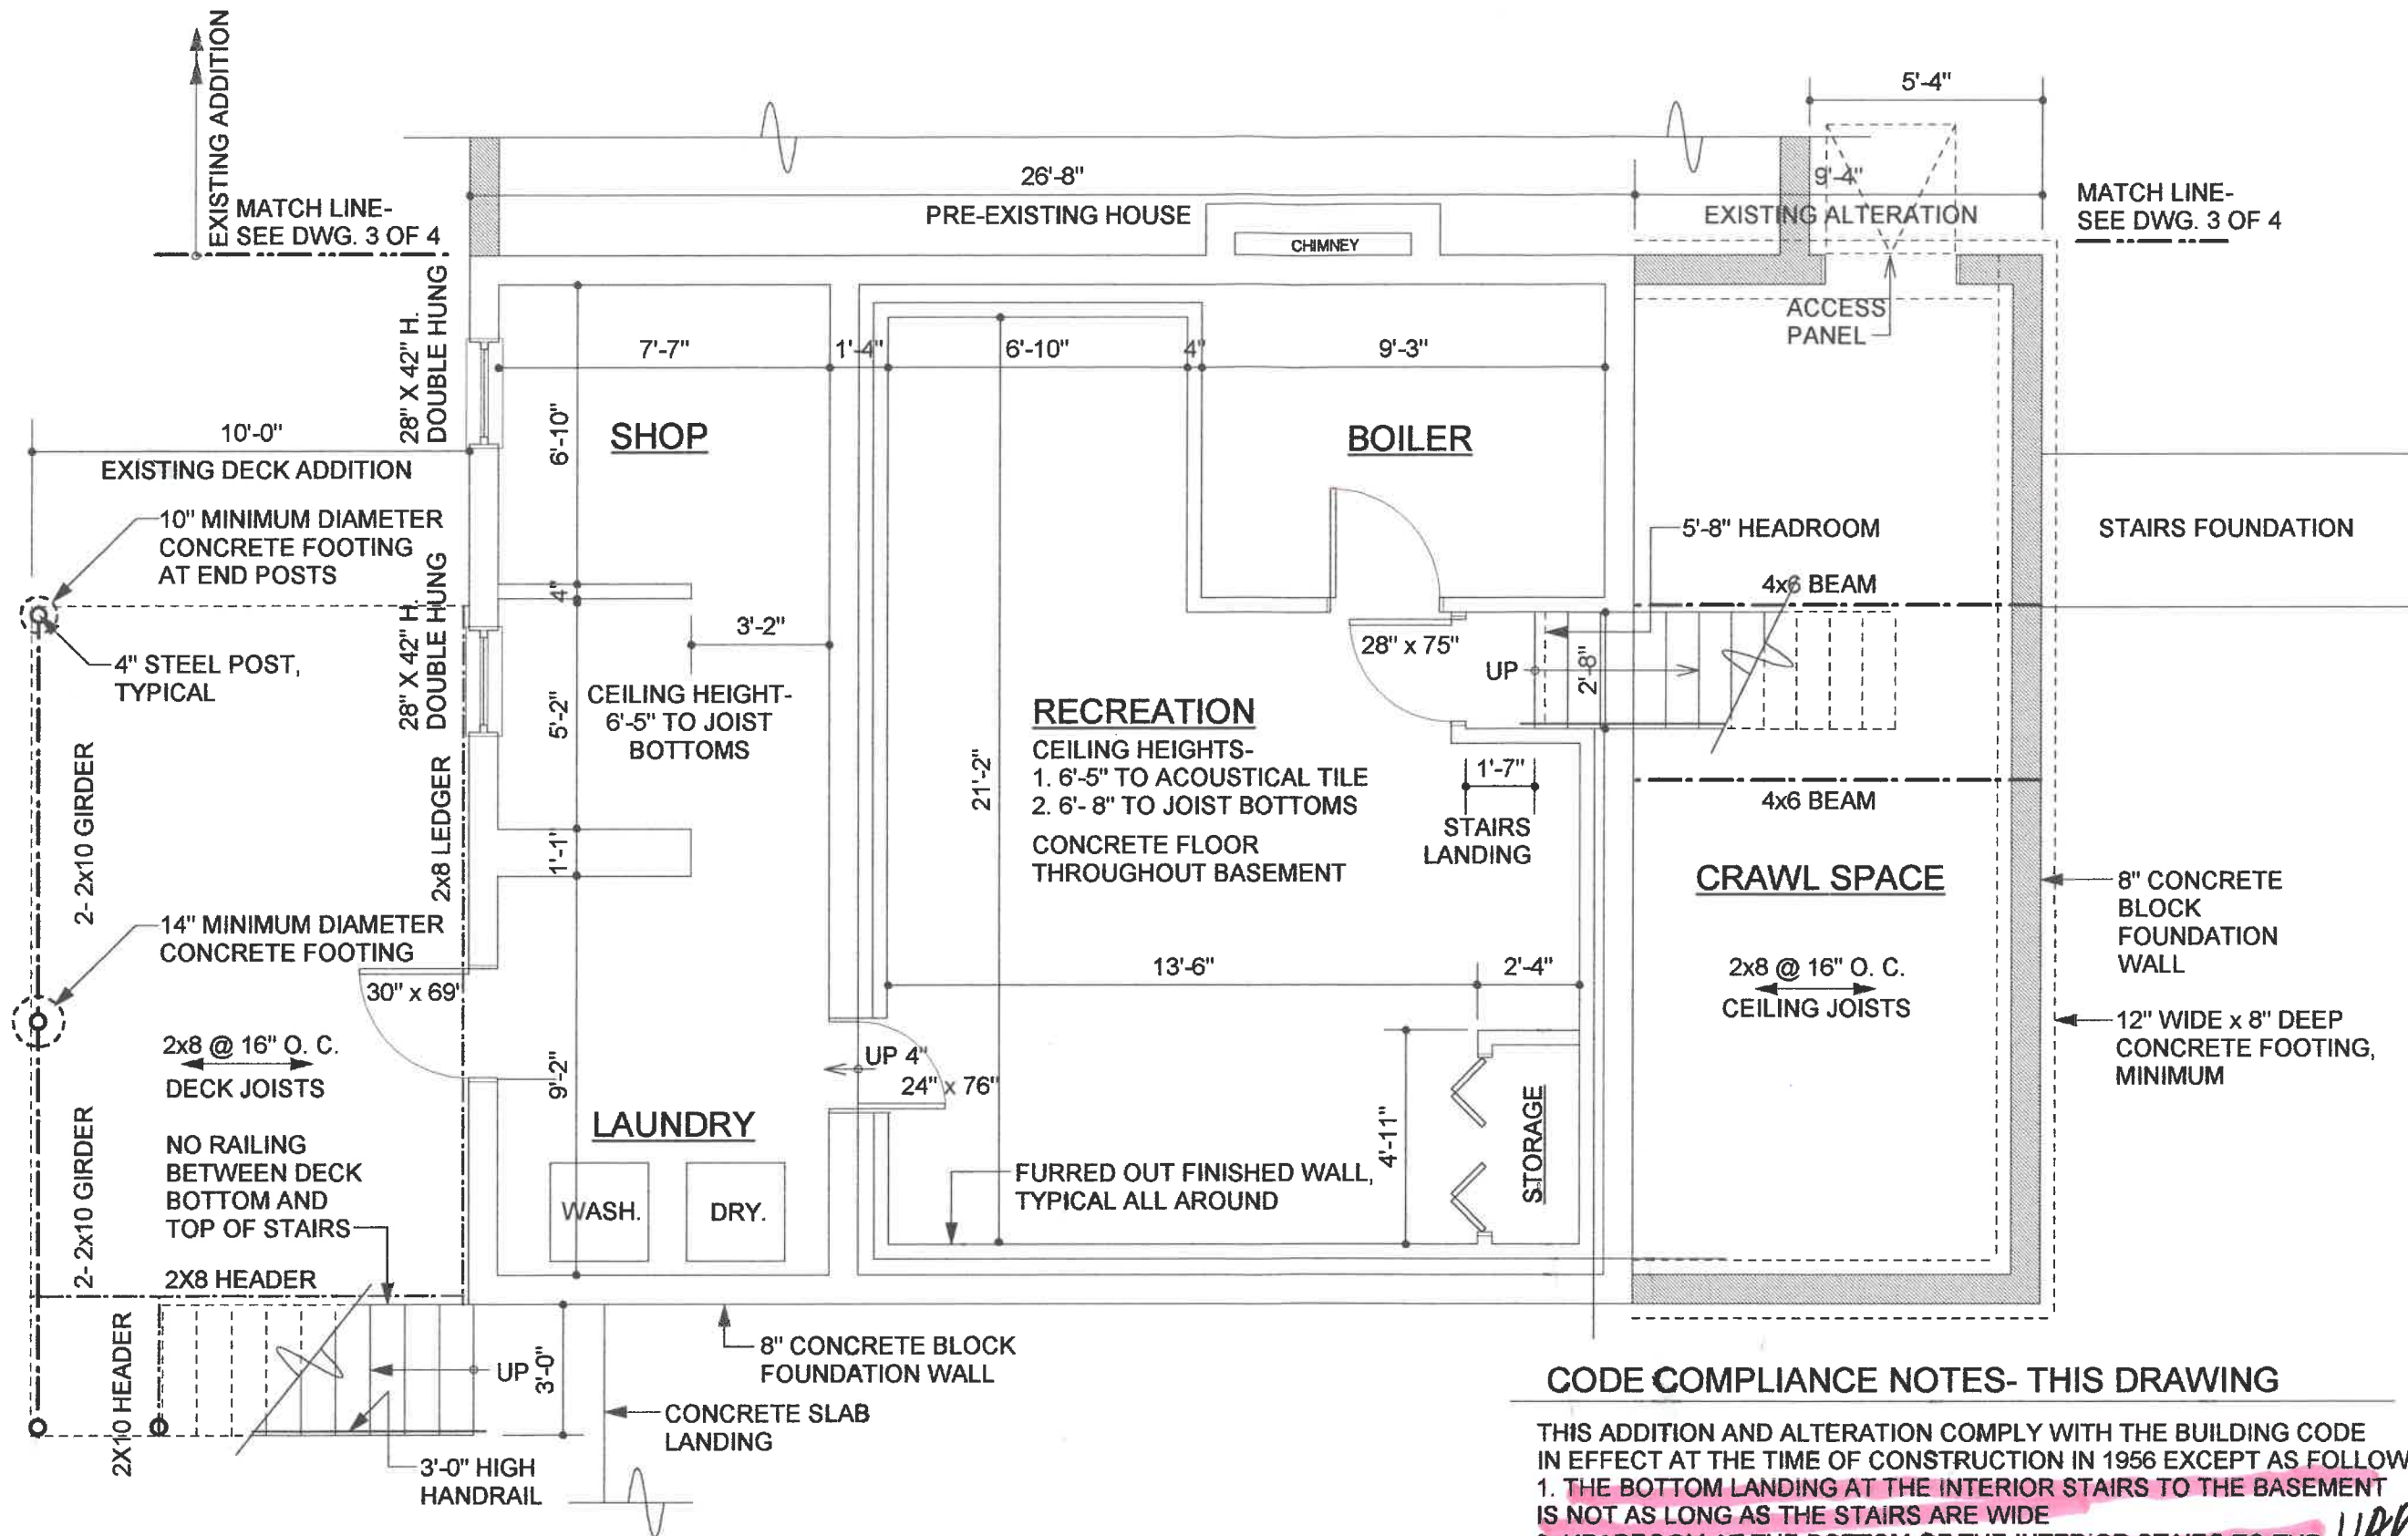 EXISTING ADDITION
MATCH LINE-
SEE DWG. 3 OF 4
5'-4"
26'-8"
9'-4"
PRE-EXISTING HOUSE
EXISTING ALTERATION
MATCH LINE-
SEE DWG. 3 OF 4
CHIMNEY
ACCESS
PANEL
28" X 42" H.
DOUBLE HUNG
7'-7"
1'-4"
6'-10"
4"
9'-3"
10'-0"
EXISTING DECK ADDITION
6'-10"
SHOP
BOILER
10" MINIMUM DIAMETER
CONCRETE FOOTING
AT END POSTS
5'-8" HEADROOM
STAIRS FOUNDATION
4x6 BEAM
4"
28" X 42" H.
DOUBLE HUNG
3'-2"
28" x 75"
UP
2'-8"
4" STEEL POST,
TYPICAL
CEILING HEIGHT-
6'-5" TO JOIST
BOTTOMS
5'-2"
RECREATION
CEILING HEIGHTS-
1. 6'-5" TO ACOUSTICAL TILE
2. 6'- 8" TO JOIST BOTTOMS
CONCRETE FLOOR
THROUGHOUT BASEMENT
21'-2"
1'-7"
STAIRS
LANDING
4x6 BEAM
2- 2x10 GIRDER
2x8 LEDGER
1'-1"
CRAWL SPACE
8" CONCRETE
BLOCK
FOUNDATION
WALL
14" MINIMUM DIAMETER
CONCRETE FOOTING
13'-6"
2'-4"
2x8 @ 16" O. C.
CEILING JOISTS
30" x 69"
12" WIDE x 8" DEEP
CONCRETE FOOTING,
MINIMUM
2x8 @ 16" O. C.
DECK JOISTS
9'-2"
UP 4"
24" x 76"
LAUNDRY
4'-11"
STORAGE
2- 2x10 GIRDER
NO RAILING
BETWEEN DECK
BOTTOM AND
TOP OF STAIRS
WASH.
DRY.
FURRED OUT FINISHED WALL,
TYPICAL ALL AROUND
2X8 HEADER
2X10 HEADER
UP
3'-0"
8" CONCRETE BLOCK
FOUNDATION WALL
CONCRETE SLAB
LANDING
3'-0" HIGH
HANDRAIL
CODE COMPLIANCE NOTES- THIS DRAWING
THIS ADDITION AND ALTERATION COMPLY WITH THE BUILDING CODE
IN EFFECT AT THE TIME OF CONSTRUCTION IN 1956 EXCEPT AS FOLLOW
1. THE BOTTOM LANDING AT THE INTERIOR STAIRS TO THE BASEMENT
IS NOT AS LONG AS THE STAIRS ARE WIDE